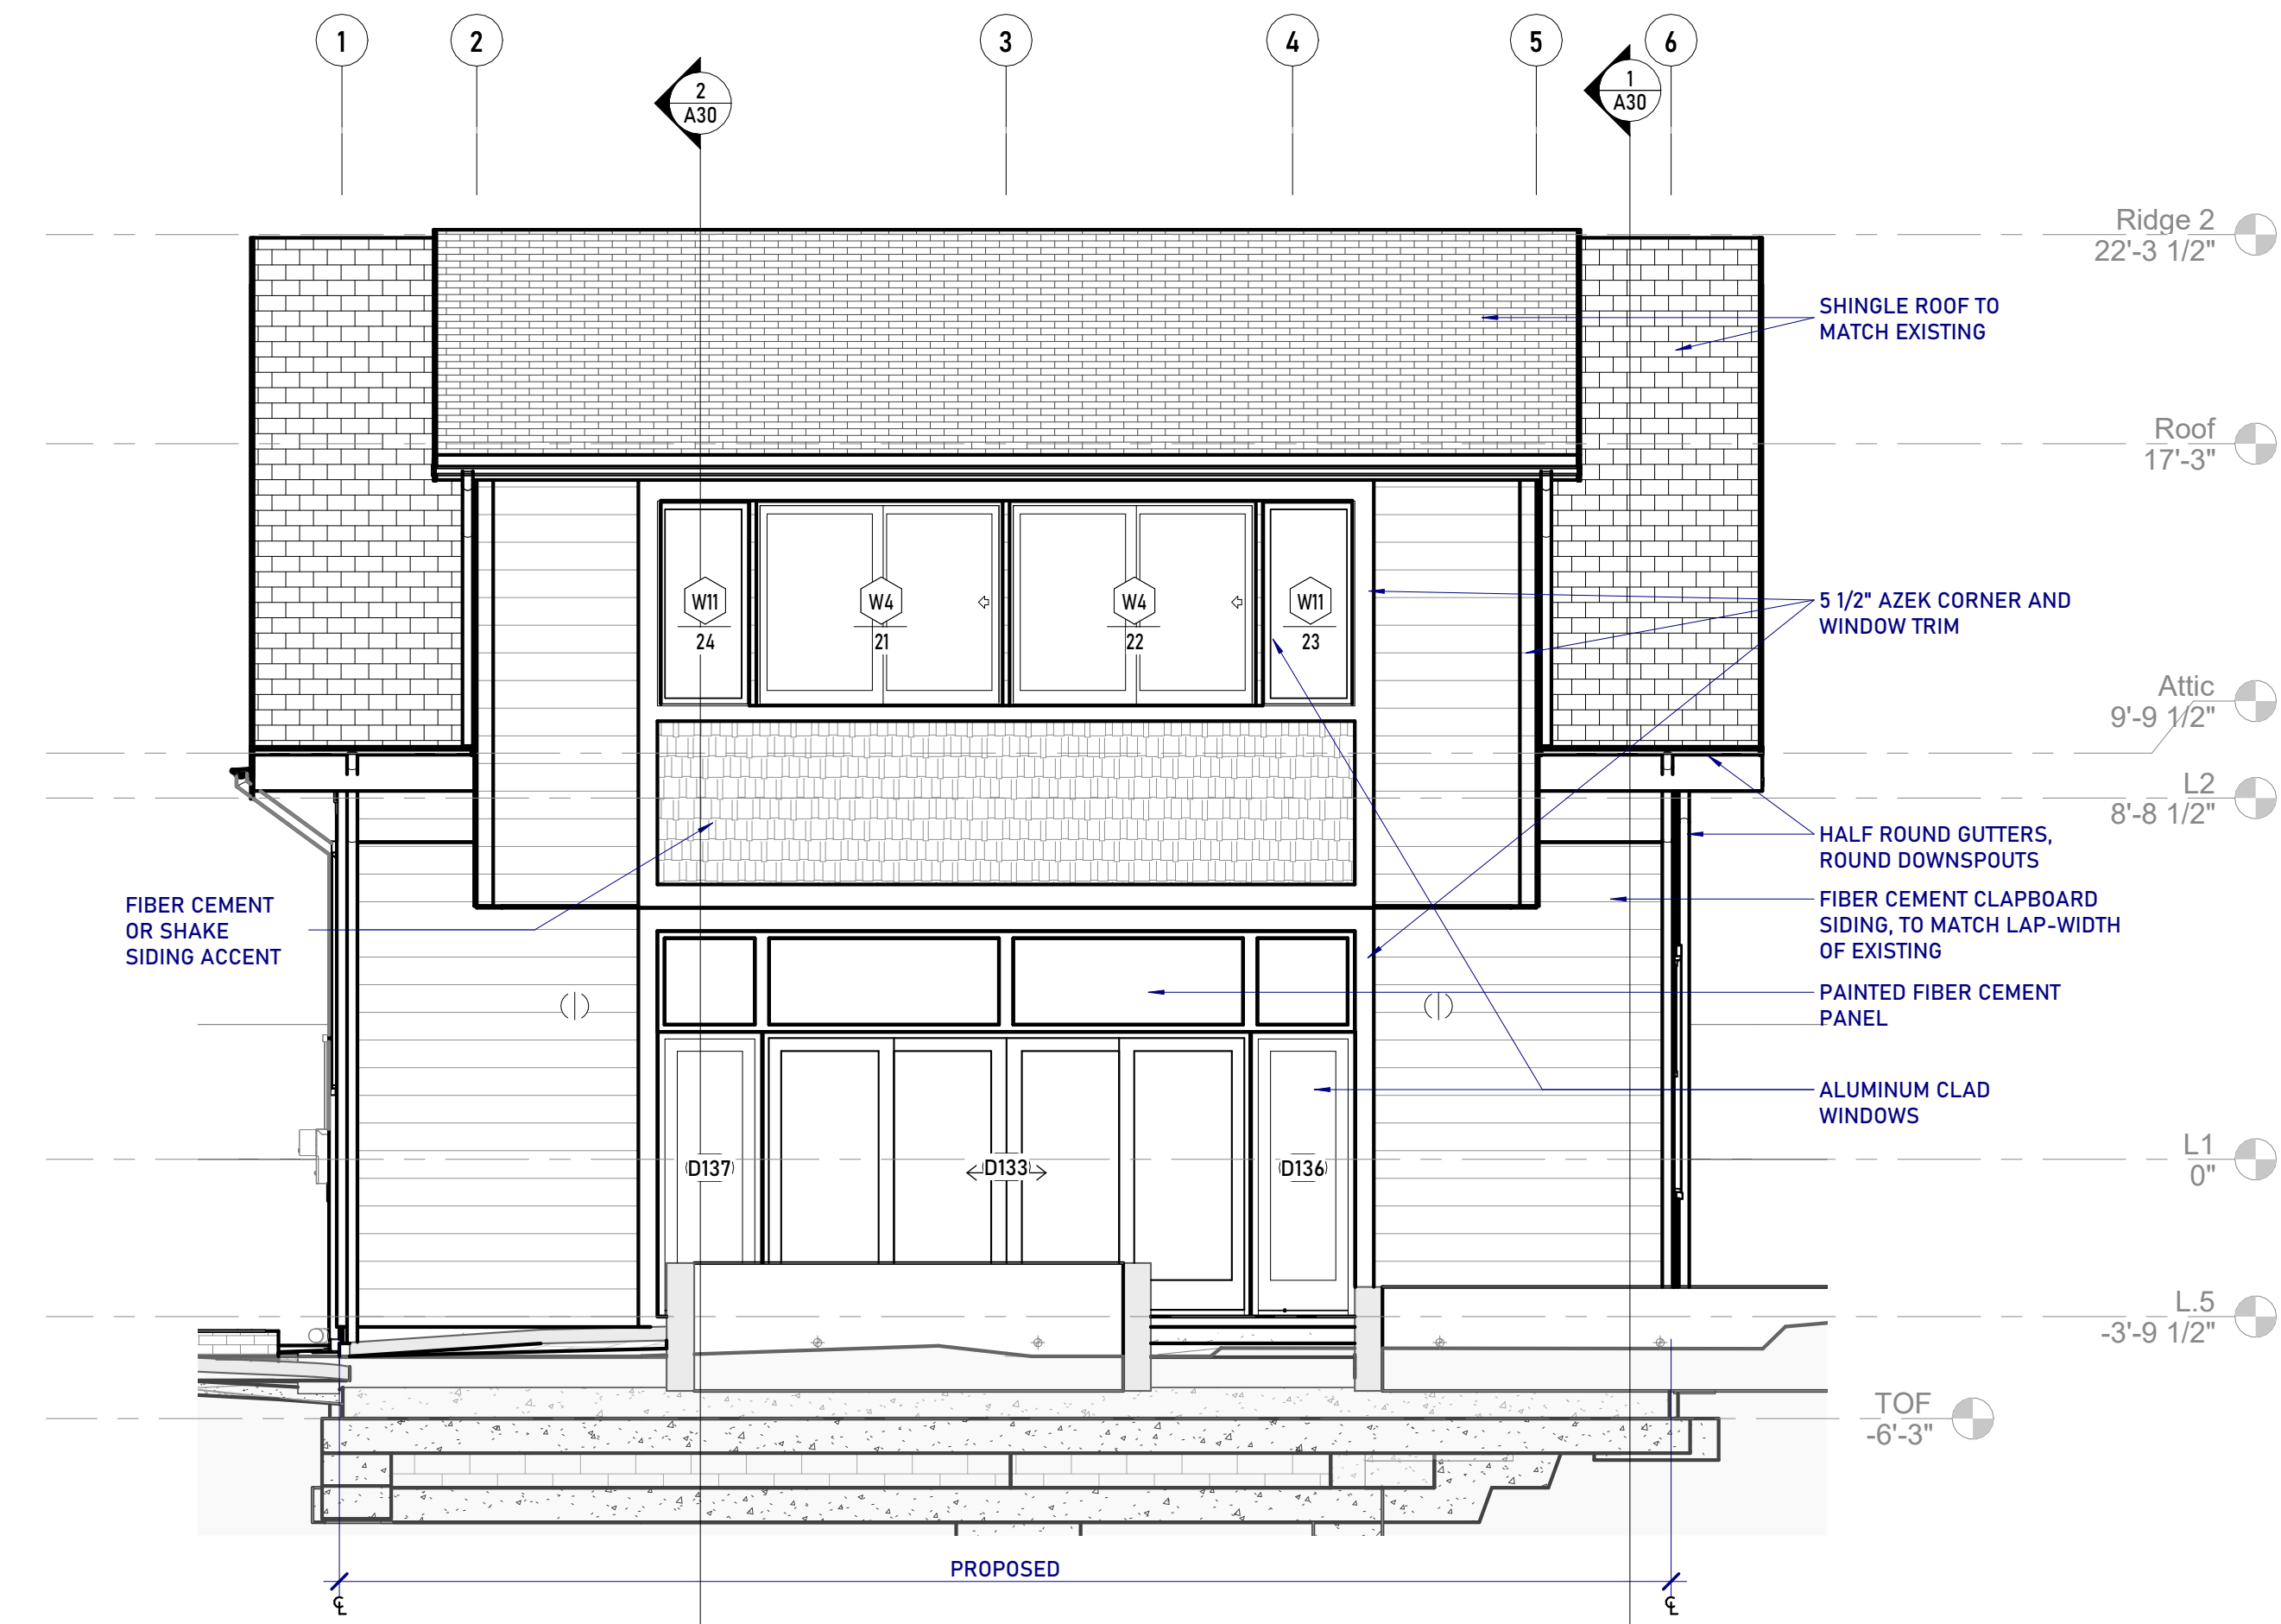 1
2
3
4
5
6
2
A30
1
A30
Ridge 2
22'-3 1/2"
SHINGLE ROOF TO
MATCH EXISTING
Roof
17'-3"
W11
24
W4
21
W4
22
W11
23
5 1/2" AZEK CORNER AND
WINDOW TRIM
Attic
9'-9 1/2"
L2
8'-8 1/2"
HALF ROUND GUTTERS,
ROUND DOWNSPOUTS
FIBER CEMENT
OR SHAKE
SIDING ACCENT
FIBER CEMENT CLAPBOARD
SIDING, TO MATCH LAP-WIDTH
OF EXISTING
PAINTED FIBER CEMENT
PANEL
ALUMINUM CLAD
WINDOWS
D137
D133
D136
L1
0"
L.5
-3'-9 1/2"
TOF
-6'-3"
PROPOSED
℄
℄